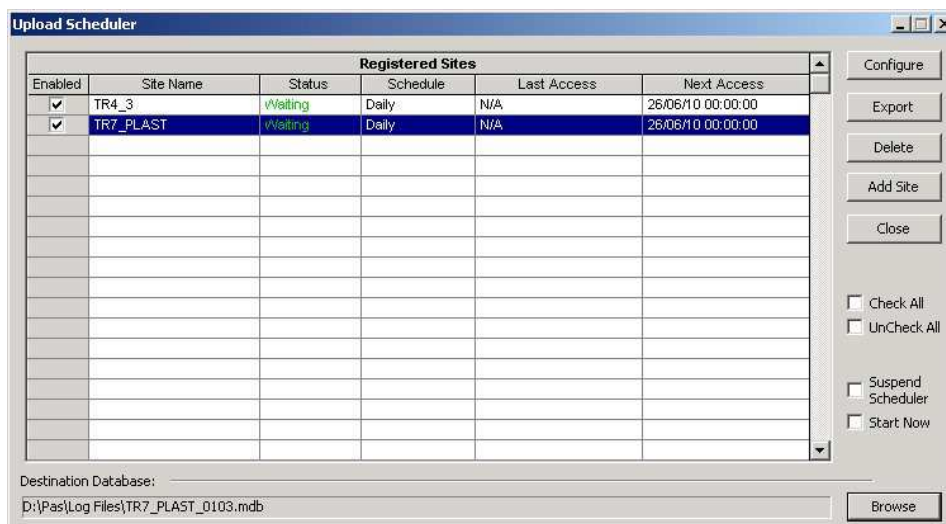 Upload Scheduler
Registered Sites
Enabled Site Name Status Schedule Last Access Next Access
TR4_3 Waiting Daily N/A 26/06/10 00:00:00
TR7_PLAST Waiting Daily N/A 26/06/10 00:00:00
Configure
Export
Delete
Add Site
Close
Check All
UnCheck All
Suspend
Scheduler
Start Now
Destination Database:
D:\Pas\Log Files\TR7_PLAST_0103.mdb
Browse